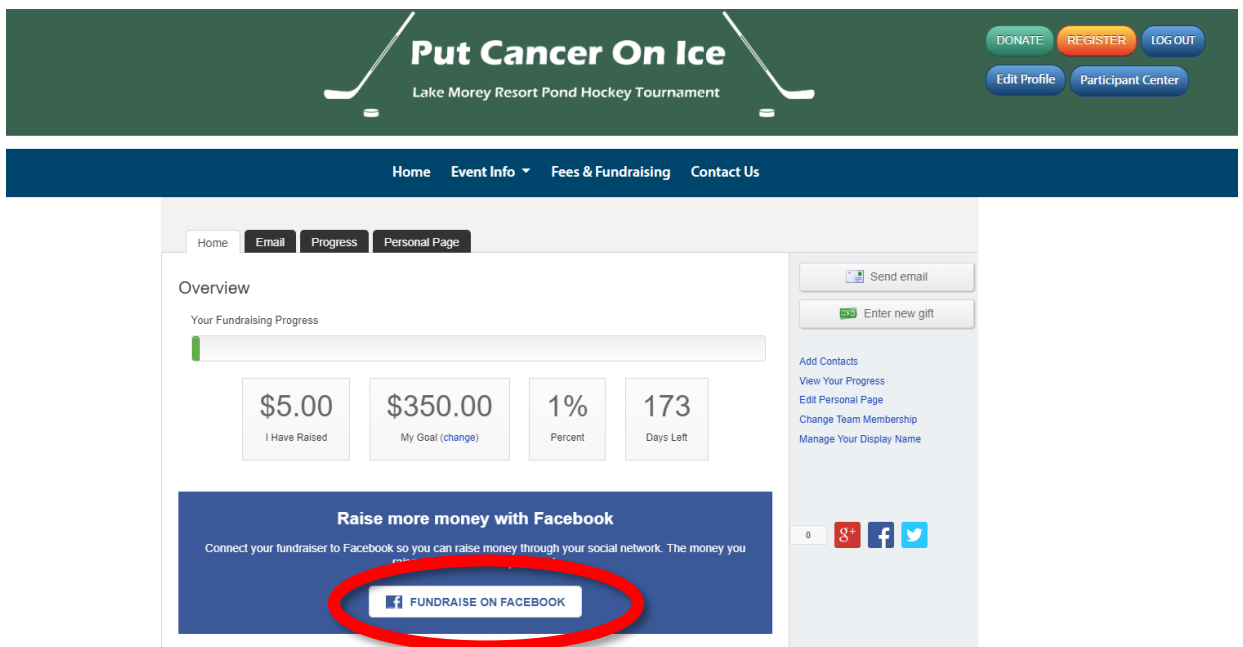 Put Cancer On Ice
Lake Morey Resort Pond Hockey Tournament
DONATE REGISTER LOG OUT
Edit Profile Participant Center
Home Event Info Fees & Fundraising Contact Us
Home Email Progress Personal Page
Overview
Your Fundraising Progress
$5.00 $350.00 1% 173
I Have Raised My Goal (change) Percent Days Left
Send email
Enter new gift
Add Contacts
View Your Progress
Edit Personal Page
Change Team Membership
Manage Your Display Name
0 8+ f
Raise more money with Facebook
Connect your fundraiser to Facebook so you can raise money through your social network. The money you
f FUNDRAISE ON FACEBOOK